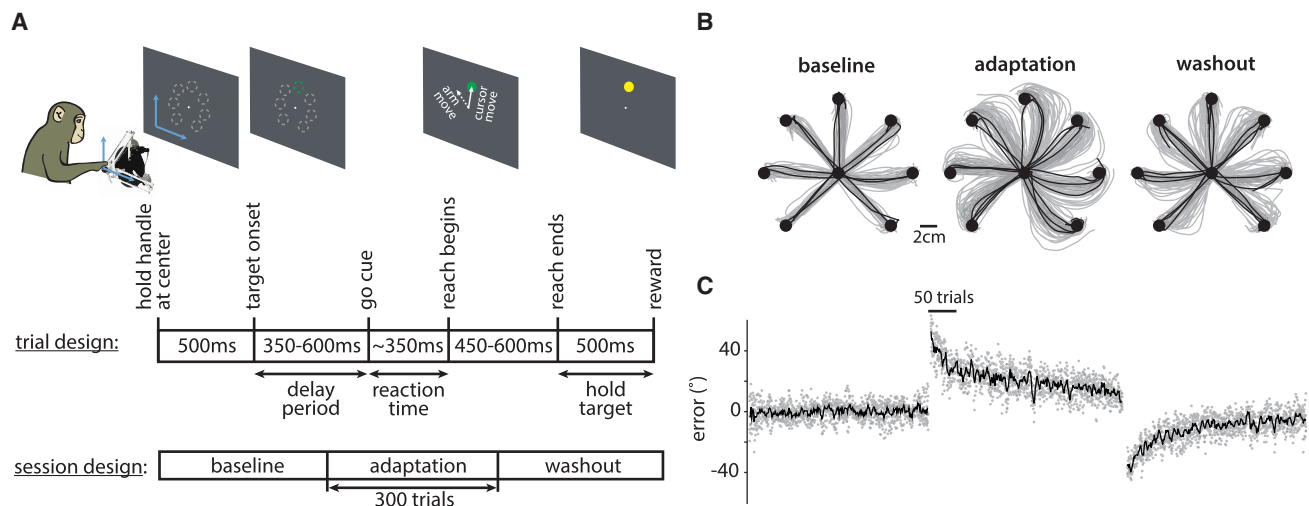 A
arm
move
cursor
move
hold handle
at center
target onset
go cue
reach begins
reach ends
reward
trial design:
500ms
350-600ms
~350ms
450-600ms
500ms
delay
period
reaction
time
hold
target
session design:
baseline
adaptation
washout
300 trials
B
baseline
adaptation
washout
2cm
C
50 trials
error (°)
40
0
-40